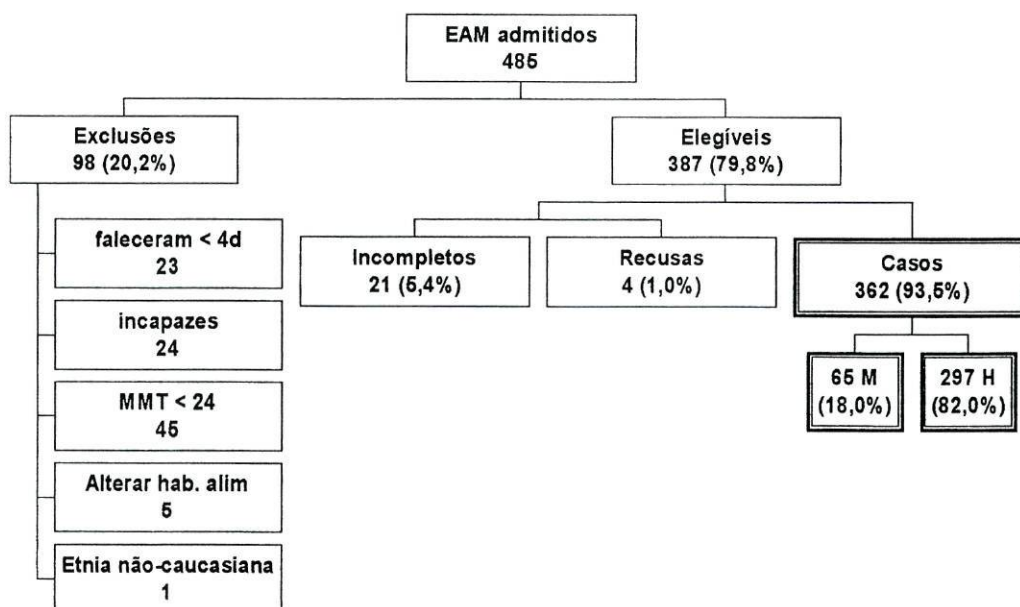 EAM admitidos
485
Exclusões
98 (20,2%)
Elegíveis
387 (79,8%)
faleceram < 4d
23
incapazes
24
MMT < 24
45
Alterar hab. alim
5
Etnia não-caucasiana
1
Incompletos
21 (5,4%)
Recusas
4 (1,0%)
Casos
362 (93,5%)
65 M
(18,0%)
297 H
(82,0%)